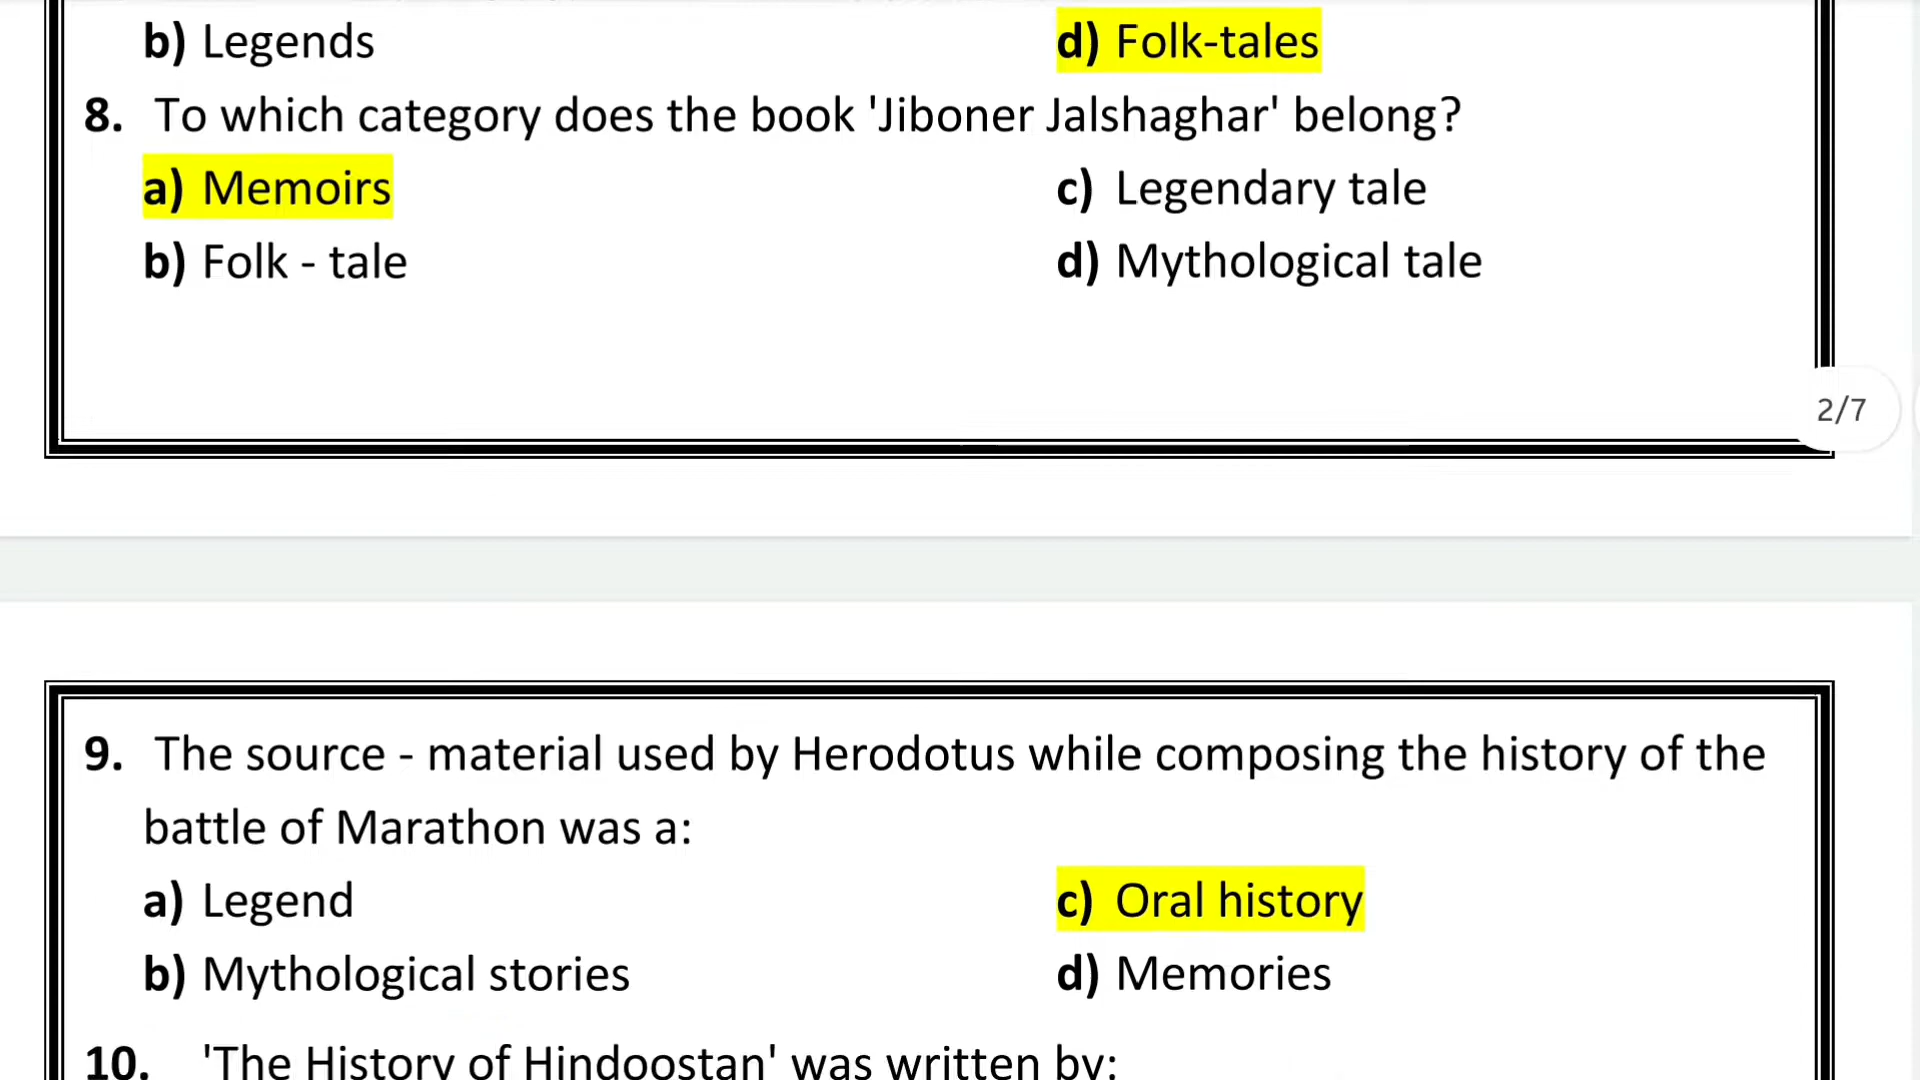 b) Legends d) Folk-tales
8. To which category does the book 'Jiboner Jalshaghar' belong?
a) Memoirs c) Legendary tale
b) Folk - tale d) Mythological tale
2/7
9. The source - material used by Herodotus while composing the history of the
battle of Marathon was a:
a) Legend c) Oral history
b) Mythological stories d) Memories
10. 'The History of Hindoostan' was written by: